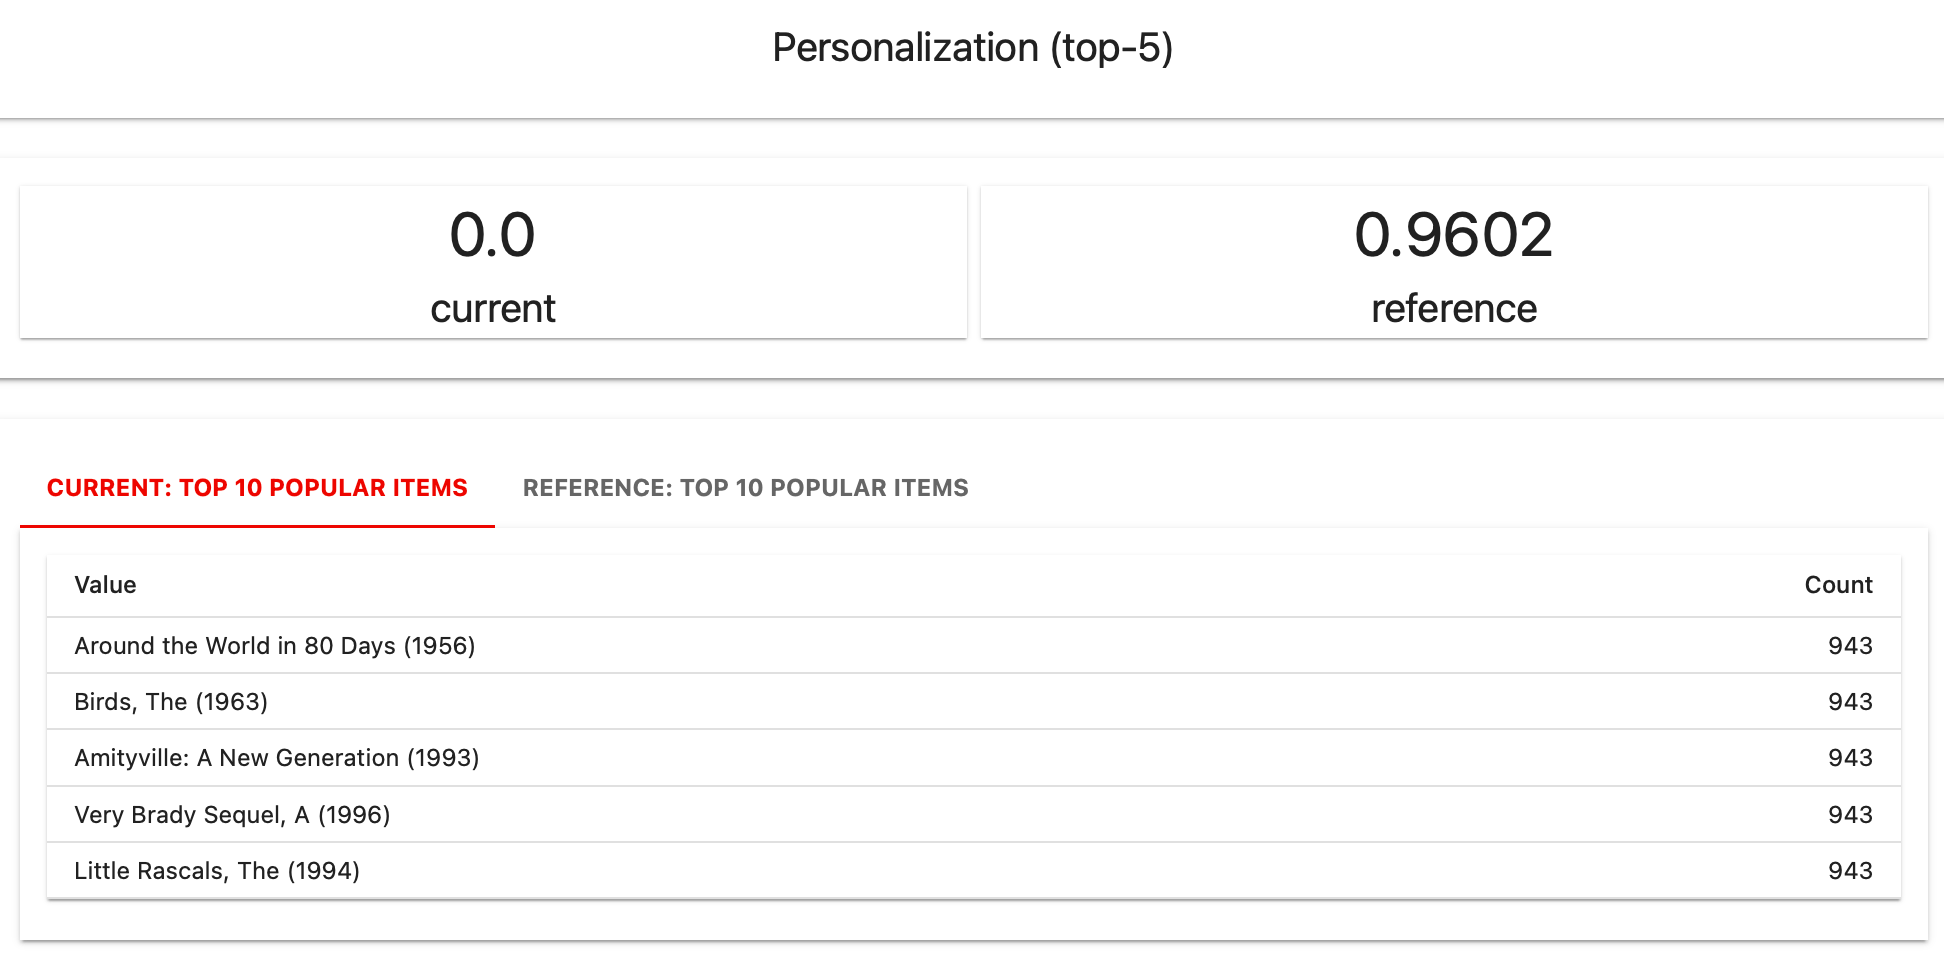 Personalization (top-5)
0.0
current
0.9602
reference
CURRENT: TOP 10 POPULAR ITEMS REFERENCE: TOP 10 POPULAR ITEMS
Value Count
Around the World in 80 Days (1956) 943
Birds, The (1963) 943
Amityville: A New Generation (1993) 943
Very Brady Sequel, A (1996) 943
Little Rascals, The (1994) 943